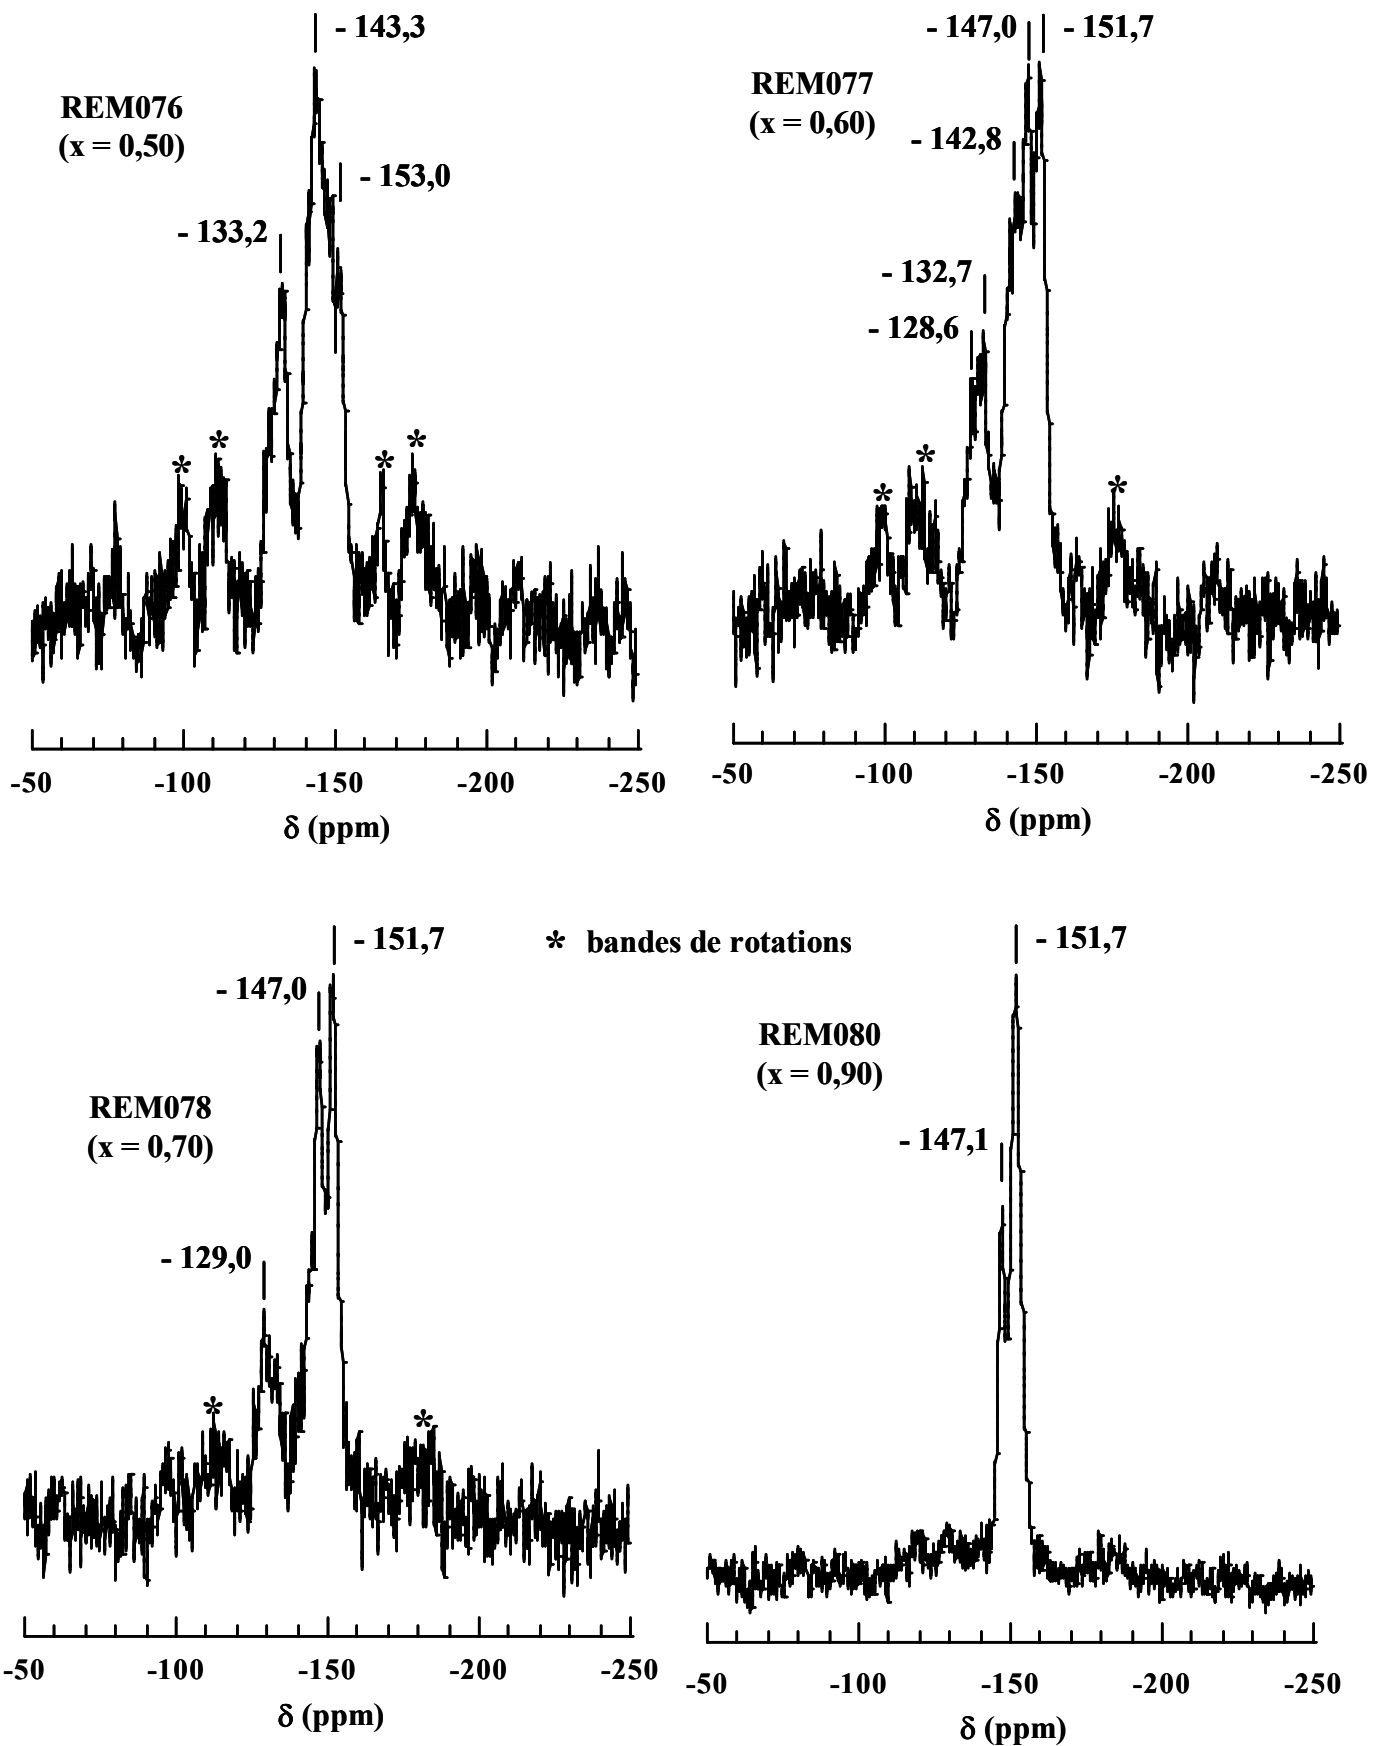 - 143,3
REM076
(x = 0,50)
- 153,0
- 133,2
*
*
*
*
-50 -100 -150 -200 -250
δ (ppm)
- 147,0 - 151,7
REM077
(x = 0,60)
- 142,8
- 132,7
- 128,6
*
*
*
-50 -100 -150 -200 -250
δ (ppm)
- 151,7
- 147,0
REM078
(x = 0,70)
- 129,0
*
*
-50 -100 -150 -200 -250
δ (ppm)
* bandes de rotations
- 151,7
REM080
(x = 0,90)
- 147,1
-50 -100 -150 -200 -250
δ (ppm)